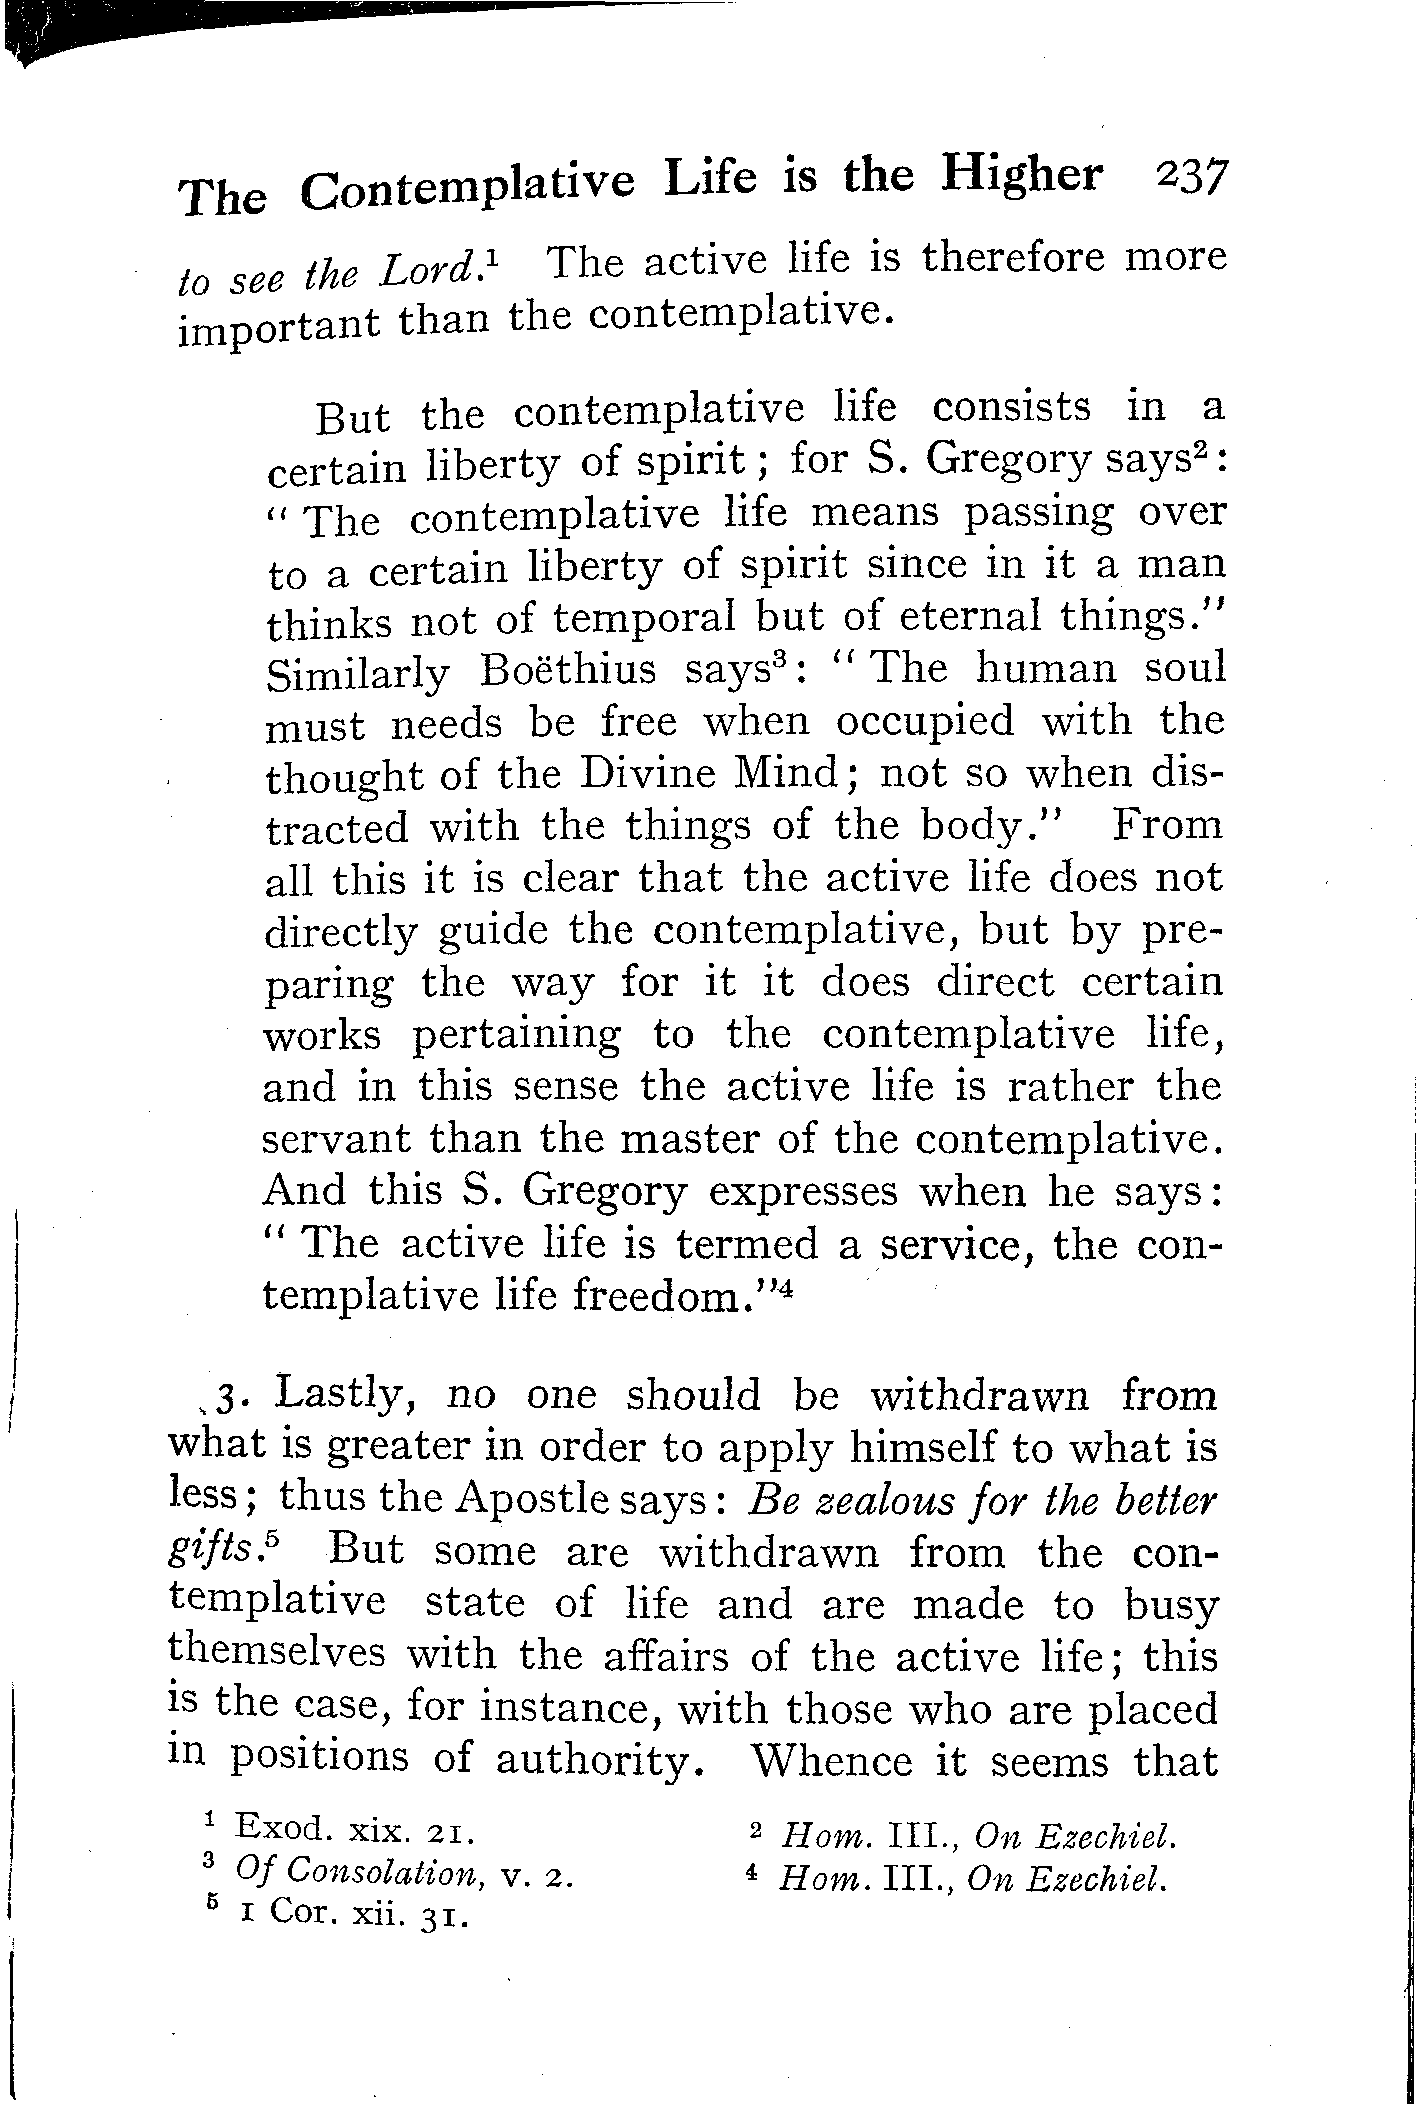 The Contemplative Life is the Higher 237
to see the Lord.¹ The active life is therefore more
important than the contemplative.
But the contemplative life consists in a
certain liberty of spirit ; for S. Gregory says²:
" The contemplative life means passing over
to a certain liberty of spirit since in it a man
thinks not of temporal but of eternal things."
Similarly Boëthius says³: " The human soul
must needs be free when occupied with the
thought of the Divine Mind; not so when dis-
tracted with the things of the body." From
all this it is clear that the active life does not
directly guide the contemplative, but by pre-
paring the way for it it does direct certain
works pertaining to the contemplative life,
and in this sense the active life is rather the
servant than the master of the contemplative.
And this S. Gregory expresses when he says:
" The active life is termed a service, the con-
templative life freedom."⁴
3. Lastly, no one should be withdrawn from
what is greater in order to apply himself to what is
less; thus the Apostle says: Be zealous for the better
gifts.⁵ But some are withdrawn from the con-
templative state of life and are made to busy
themselves with the affairs of the active life; this
is the case, for instance, with those who are placed
in positions of authority. Whence it seems that
¹ Exod. xix. 21. ² Hom. III., On Ezechiel.
³ Of Consolation, v. 2. ⁴ Hom. III., On Ezechiel.
⁵ 1 Cor. xii. 31.